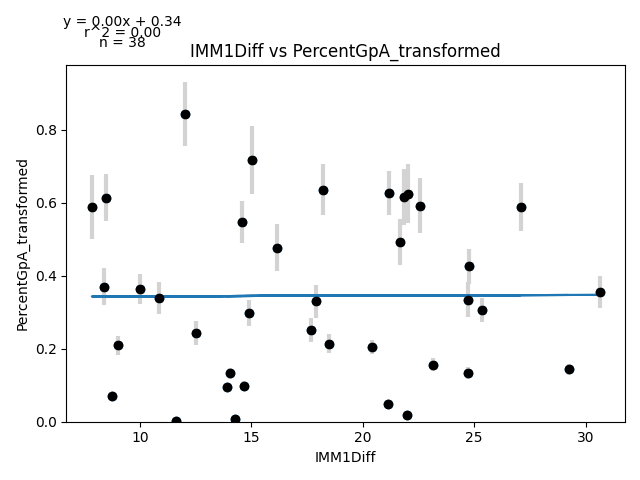 y = 0.00x + 0.34
r^2 = 0.00
n = 38
IMM1Diff vs PercentGpA_transformed
PercentGpA_transformed
0.8
0.6
0.4
0.2
0.0
10 15 20 25 30
IMM1Diff